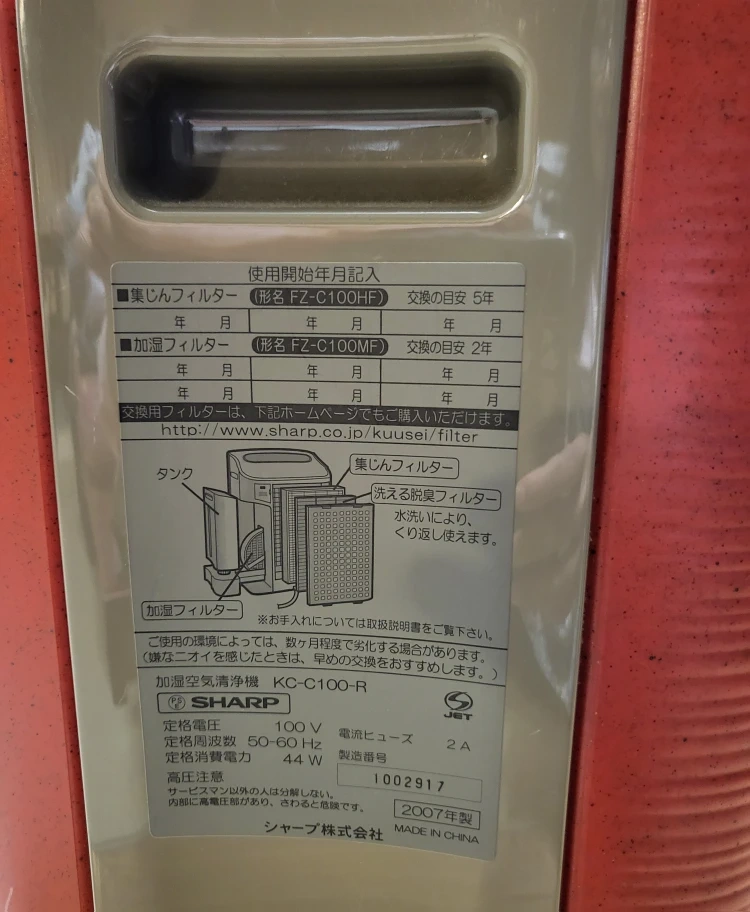 使用開始年月記入
■集じんフィルター (形名 FZ-C100HF) 交換の目安 5年
年 月 年 月 年 月
■加湿フィルター (形名 FZ-C100MF) 交換の目安 2年
年 月 年 月 年 月
年 月 年 月 年 月
交換用フィルターは、下記ホームページでもご購入いただけます。
http://www.sharp.co.jp/kuusei/filter
タンク
集じんフィルター
洗える脱臭フィルター
水洗いにより、
くり返し使えます。
加湿フィルター
※お手入れについては取扱説明書をご覧下さい。
ご使用の環境によっては、数ヶ月程度で劣化する場合があります。
(嫌なニオイを感じたときは、早めの交換をおすすめします。)
加湿空気清浄機 KC-C100-R
PSE SHARP
JET
定格電圧 100 V
定格周波数 50-60 Hz
定格消費電力 44 W
電流ヒューズ 2 A
製造番号
1002917
高圧注意
サービスマン以外の人は分解しない。
内部に高電圧部があり、さわると危険です。
2007年製
シャープ株式会社 MADE IN CHINA